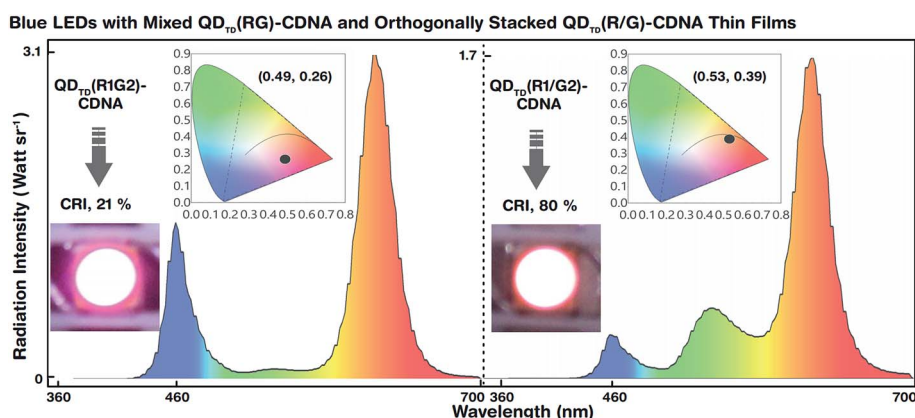 Blue LEDs with Mixed QD_TD(RG)-CDNA and Orthogonally Stacked QD_TD(R/G)-CDNA Thin Films
Radiation Intensity (Watt sr⁻¹)
3.1
0
QD_TD(R1G2)-
CDNA
CRI, 21 %
0.9
0.8
0.7
0.6
0.5
0.4
0.3
0.2
0.1
0.0
(0.49, 0.26)
0.0 0.1 0.2 0.3 0.4 0.5 0.6 0.7 0.8
360
460
700
1.7
QD_TD(R1/G2)-
CDNA
CRI, 80 %
0.9
0.8
0.7
0.6
0.5
0.4
0.3
0.2
0.1
0.0
(0.53, 0.39)
0.0 0.1 0.2 0.3 0.4 0.5 0.6 0.7 0.8
360
460
700
Wavelength (nm)